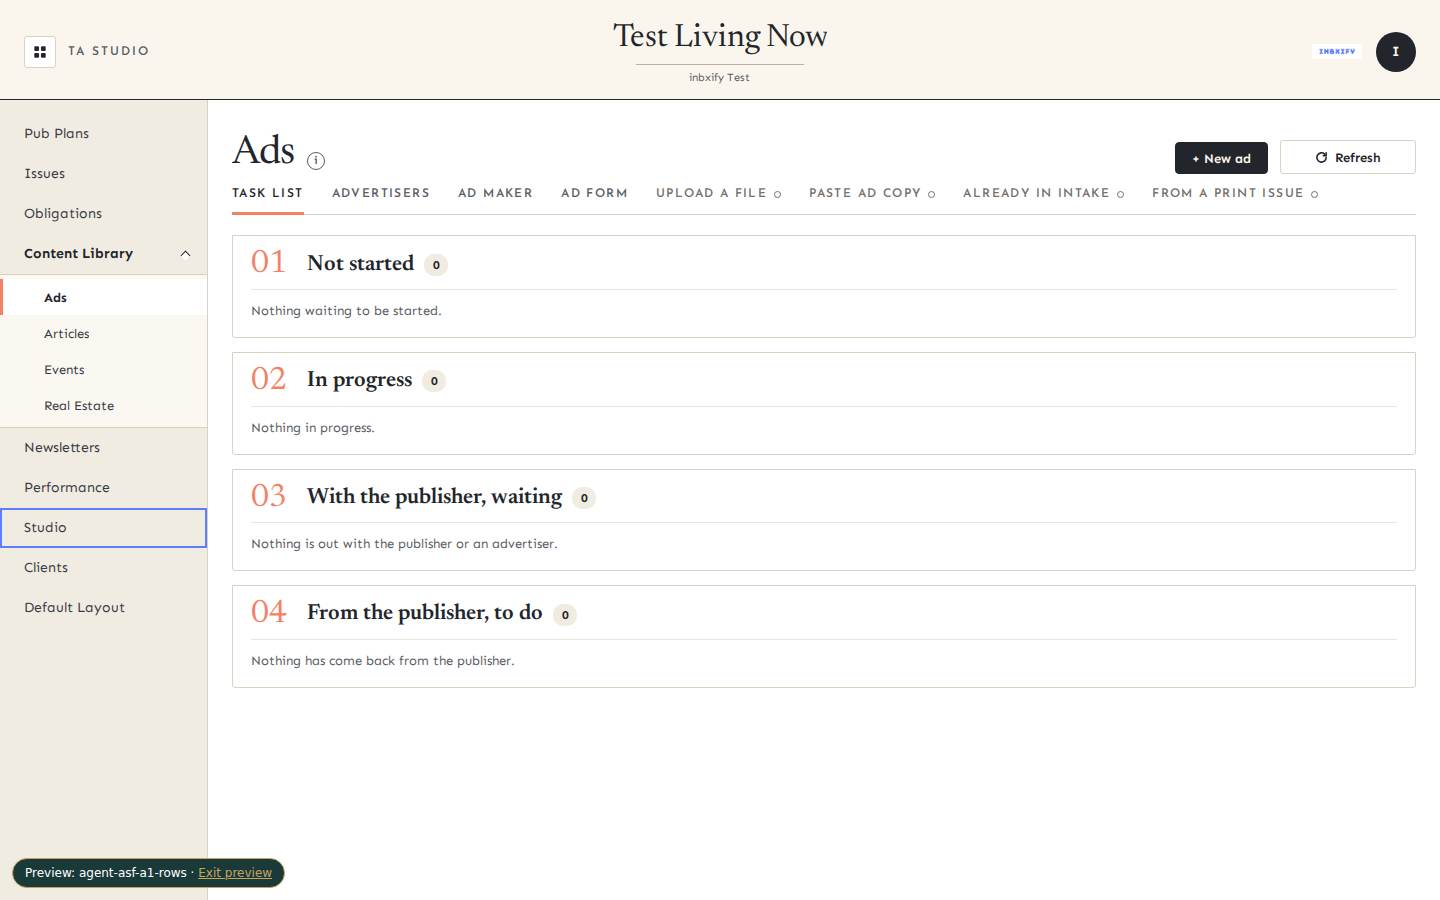 TA STUDIO
Test Living Now
inbxify Test
INBXIFY
I
Pub Plans
Issues
Obligations
Content Library
Ads
Articles
Events
Real Estate
Newsletters
Performance
Studio
Clients
Default Layout
Ads
i
+ New ad
Refresh
TASK LIST
ADVERTISERS
AD MAKER
AD FORM
UPLOAD A FILE
PASTE AD COPY
ALREADY IN INTAKE
FROM A PRINT ISSUE
01 Not started 0
Nothing waiting to be started.
02 In progress 0
Nothing in progress.
03 With the publisher, waiting 0
Nothing is out with the publisher or an advertiser.
04 From the publisher, to do 0
Nothing has come back from the publisher.
Preview: agent-asf-a1-rows · Exit preview